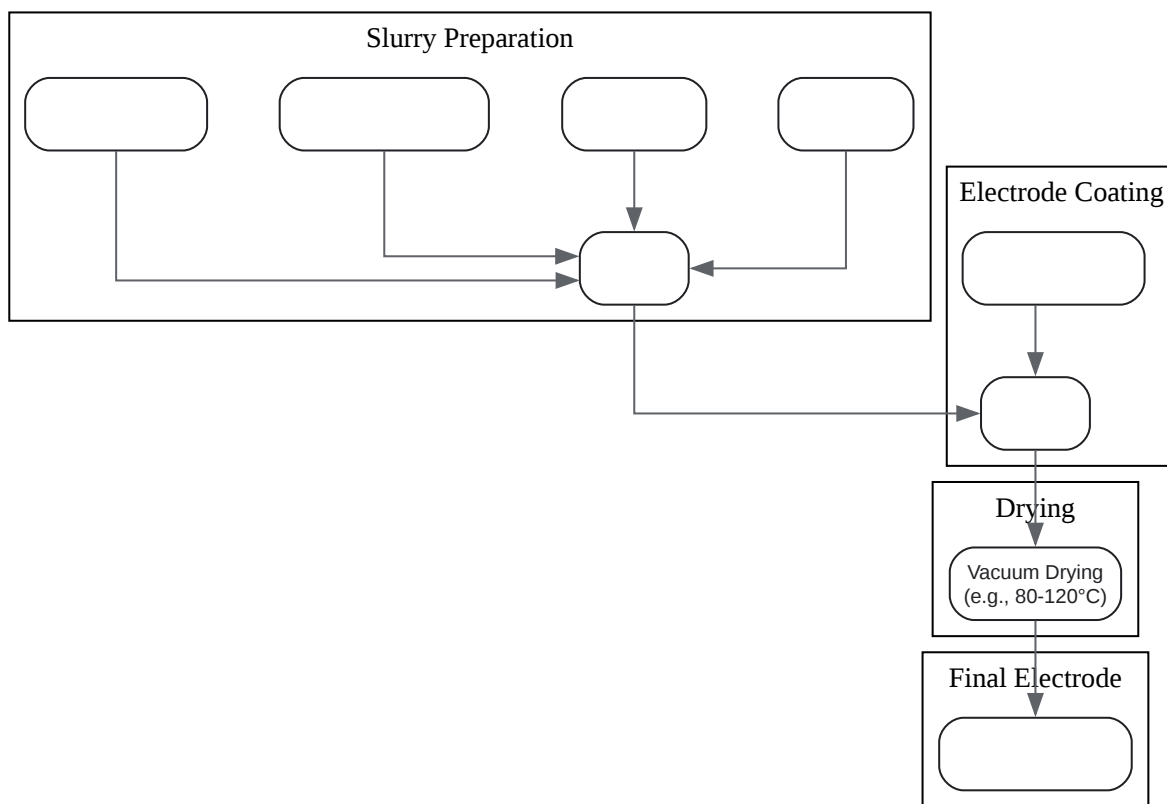 Slurry Preparation
Electrode Coating
Drying
Vacuum Drying
(e.g., 80-120°C)
Final Electrode